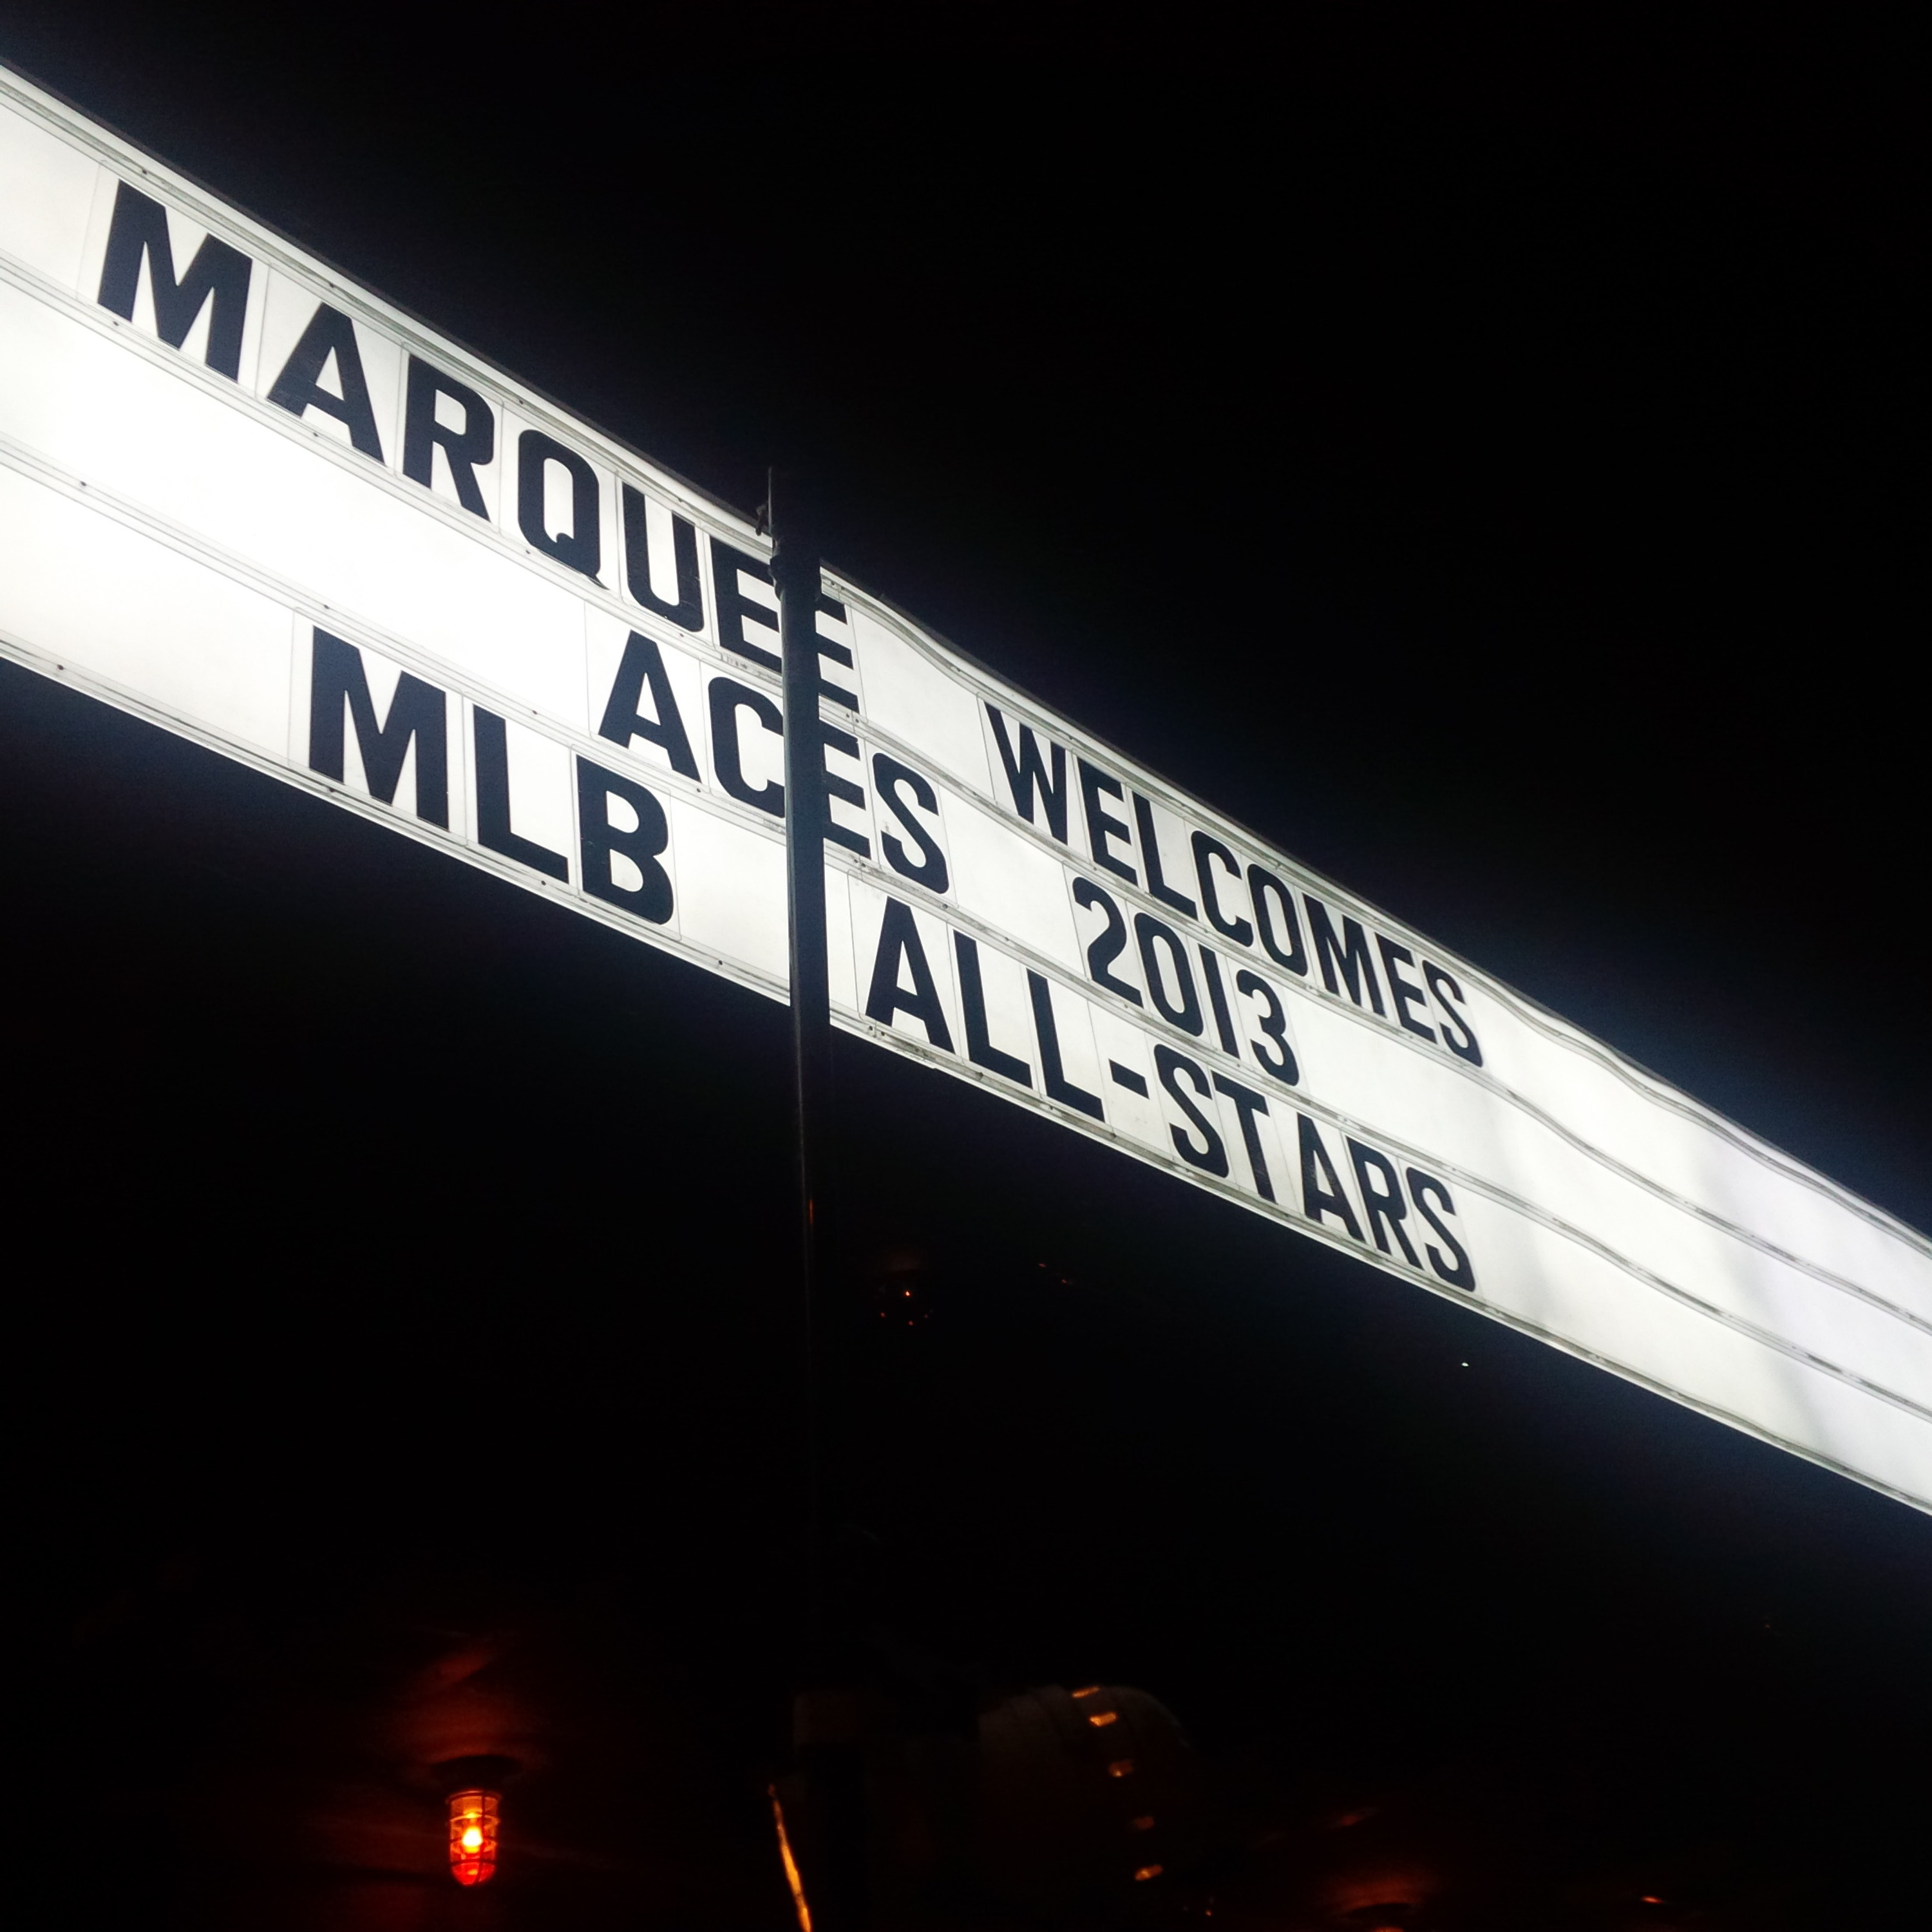 MARQUEE WELCOMES
ACES 2013
MLB ALL-STARS